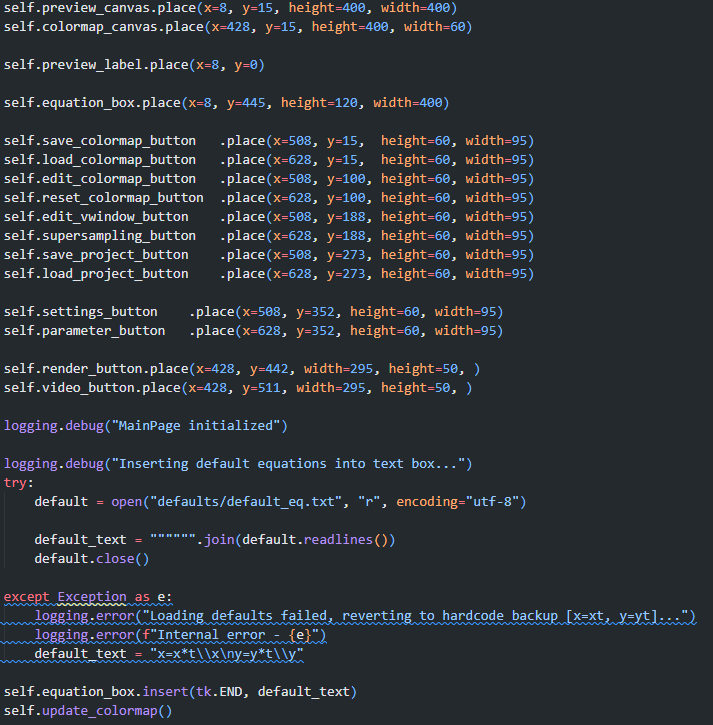 self.preview_canvas.place(x=8, y=15, height=400, width=400)
self.colormap_canvas.place(x=428, y=15, height=400, width=60)

self.preview_label.place(x=8, y=0)

self.equation_box.place(x=8, y=445, height=120, width=400)

self.save_colormap_button   .place(x=508, y=15,  height=60, width=95)
self.load_colormap_button   .place(x=628, y=15,  height=60, width=95)
self.edit_colormap_button   .place(x=508, y=100, height=60, width=95)
self.reset_colormap_button  .place(x=628, y=100, height=60, width=95)
self.edit_vwindow_button    .place(x=508, y=188, height=60, width=95)
self.supersampling_button   .place(x=628, y=188, height=60, width=95)
self.save_project_button    .place(x=508, y=273, height=60, width=95)
self.load_project_button    .place(x=628, y=273, height=60, width=95)

self.settings_button    .place(x=508, y=352, height=60, width=95)
self.parameter_button   .place(x=628, y=352, height=60, width=95)

self.render_button.place(x=428, y=442, width=295, height=50, )
self.video_button.place(x=428, y=511, width=295, height=50, )

logging.debug("MainPage initialized")

logging.debug("Inserting default equations into text box...")
try:
    default = open("defaults/default_eq.txt", "r", encoding="utf-8")

    default_text = """""".join(default.readlines())
    default.close()

except Exception as e:
    logging.error("Loading defaults failed, reverting to hardcode backup [x=xt, y=yt]...")
    logging.error(f"Internal error - {e}")
    default_text = "x=x*t\\x\ny=y*t\\y"

self.equation_box.insert(tk.END, default_text)
self.update_colormap()